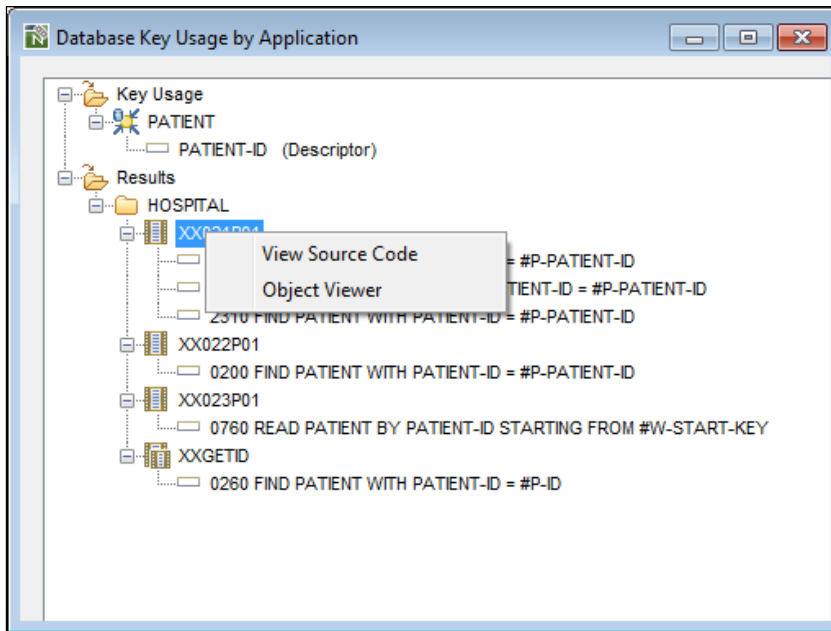 Database Key Usage by Application
Key Usage
PATIENT
PATIENT-ID (Descriptor)
Results
HOSPITAL
XX021P01
View Source Code
= #P-PATIENT-ID
Object Viewer
TIENT-ID = #P-PATIENT-ID
2310 FIND PATIENT WITH PATIENT-ID = #P-PATIENT-ID
XX022P01
0200 FIND PATIENT WITH PATIENT-ID = #P-PATIENT-ID
XX023P01
0760 READ PATIENT BY PATIENT-ID STARTING FROM #W-START-KEY
XXGETID
0260 FIND PATIENT WITH PATIENT-ID = #P-ID